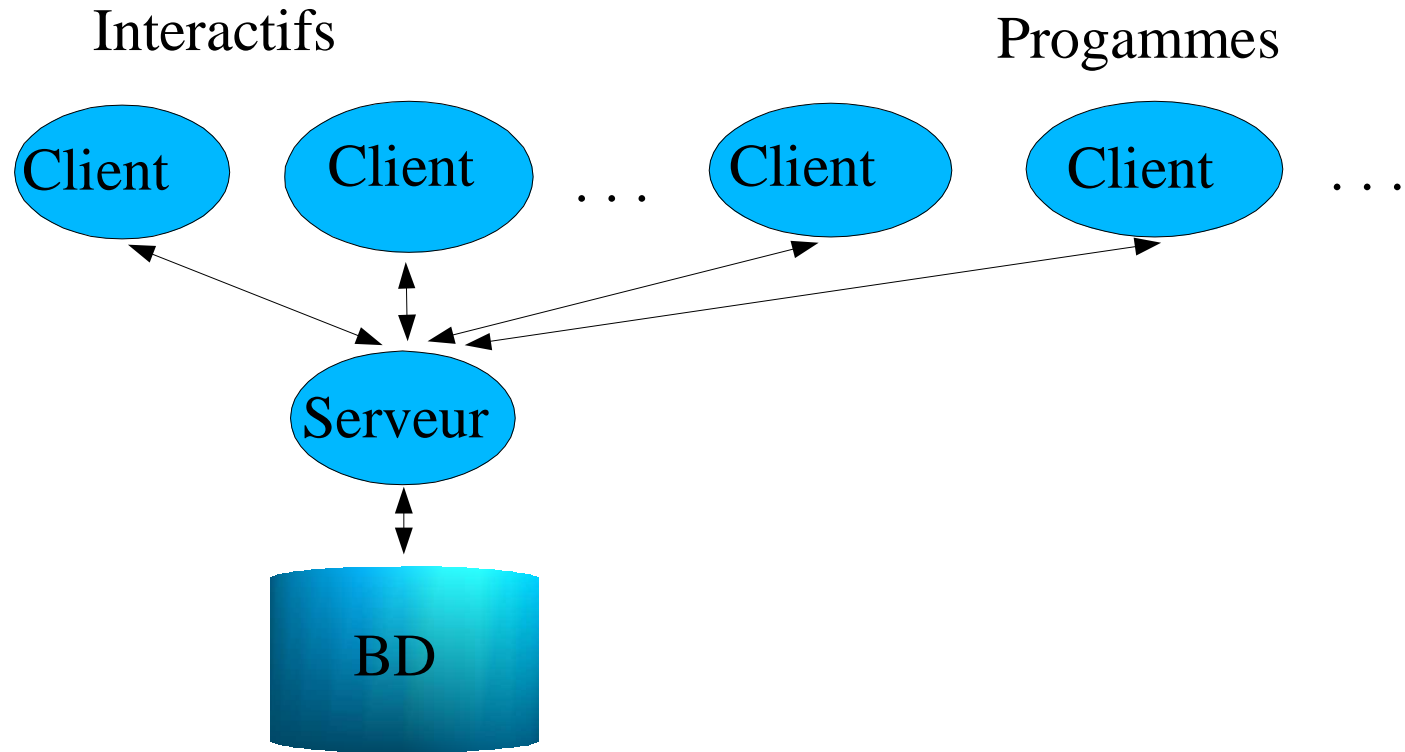 Interactifs
Progammes
Client
Client
. . .
Client
Client
. . .
Serveur
BD